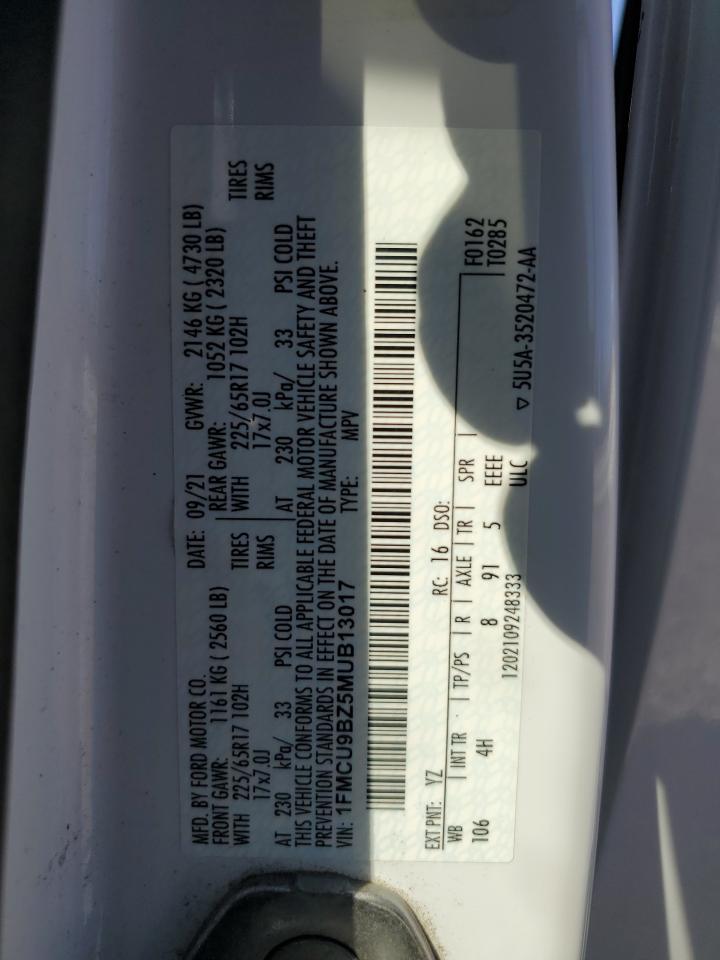 MFD. BY FORD MOTOR CO. DATE: 09/21 GVWR: 2146 KG ( 4730 LB)
FRONT GAWR: 1161 KG ( 2560 LB) REAR GAWR: 1052 KG ( 2320 LB)
WITH 225/65R17 102H TIRES WITH 225/65R17 102H TIRES
17x7.0J RIMS 17x7.0J RIMS
AT 230 kPa/ 33 PSI COLD AT 230 kPa/ 33 PSI COLD
THIS VEHICLE CONFORMS TO ALL APPLICABLE FEDERAL MOTOR VEHICLE SAFETY AND THEFT
PREVENTION STANDARDS IN EFFECT ON THE DATE OF MANUFACTURE SHOWN ABOVE.
VIN: 1FMCU9BZ5MUB13017 TYPE: MPV
EXT PNT: YZ RC: 16 DSO: F0162
WB INT TR TP/PS R AXLE TR SPR T0285
106 4H 8 91 5 EEEE
1202109248333 ULC ▽ 5U5A-3520472-AA